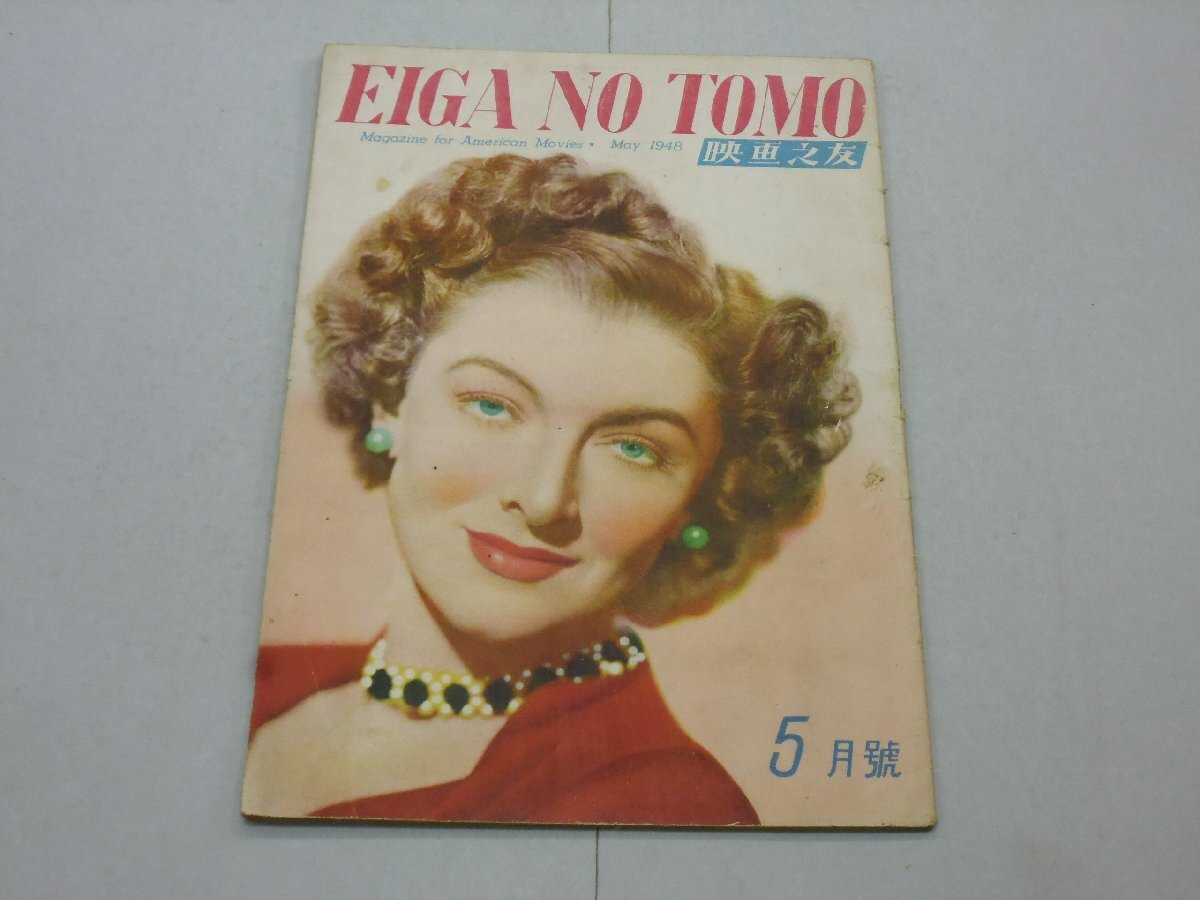 EIGA NO TOMO
Magazine for American Movies • May 1948
映画之友
5月號